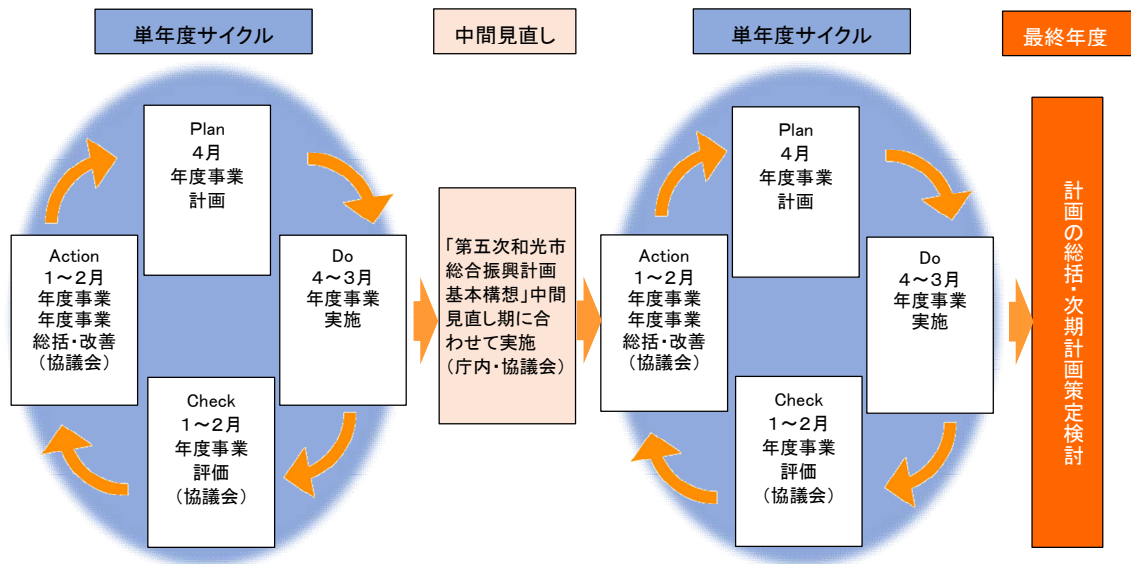 単年度サイクル
中間見直し
単年度サイクル
最終年度
Plan
4月
年度事業
計画
Do
4～3月
年度事業
実施
Check
1～2月
年度事業
評価
(協議会)
Action
1～2月
年度事業
年度事業
総括・改善
(協議会)
「第五次和光市
総合振興計画
基本構想」中間
見直し期に合
わせて実施
(庁内・協議会)
Plan
4月
年度事業
計画
Do
4～3月
年度事業
実施
Check
1～2月
年度事業
評価
(協議会)
Action
1～2月
年度事業
年度事業
総括・改善
(協議会)
計画の総括・次期計画策定検討